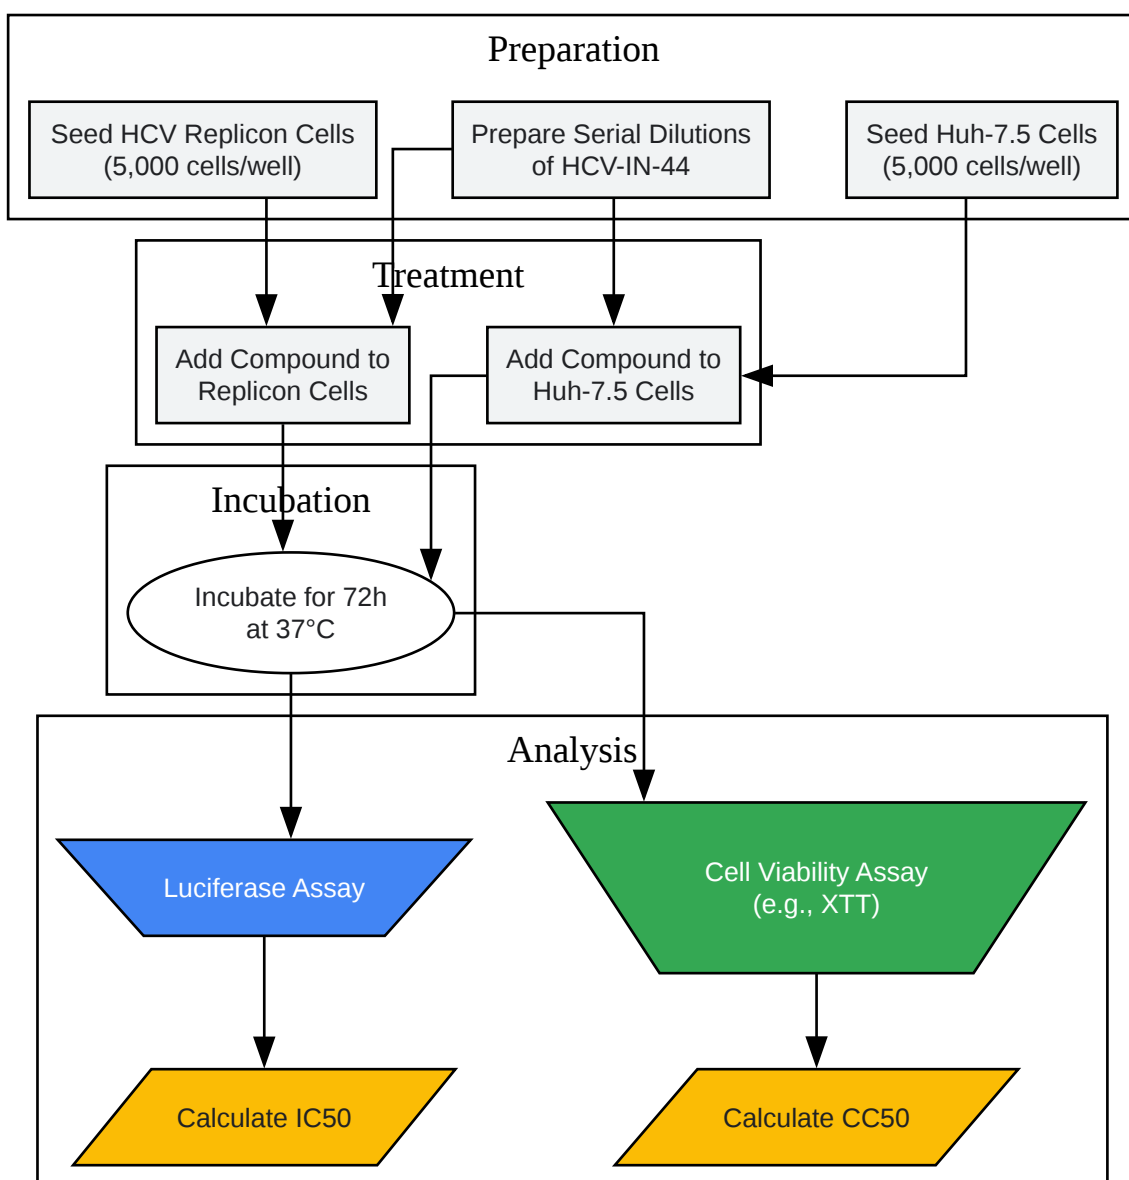 Preparation
Seed HCV Replicon Cells
(5,000 cells/well)
Prepare Serial Dilutions
of HCV-IN-44
Seed Huh-7.5 Cells
(5,000 cells/well)
Treatment
Add Compound to
Replicon Cells
Add Compound to
Huh-7.5 Cells
Incubation
Incubate for 72h
at 37°C
Analysis
Luciferase Assay
Cell Viability Assay
(e.g., XTT)
Calculate IC50
Calculate CC50